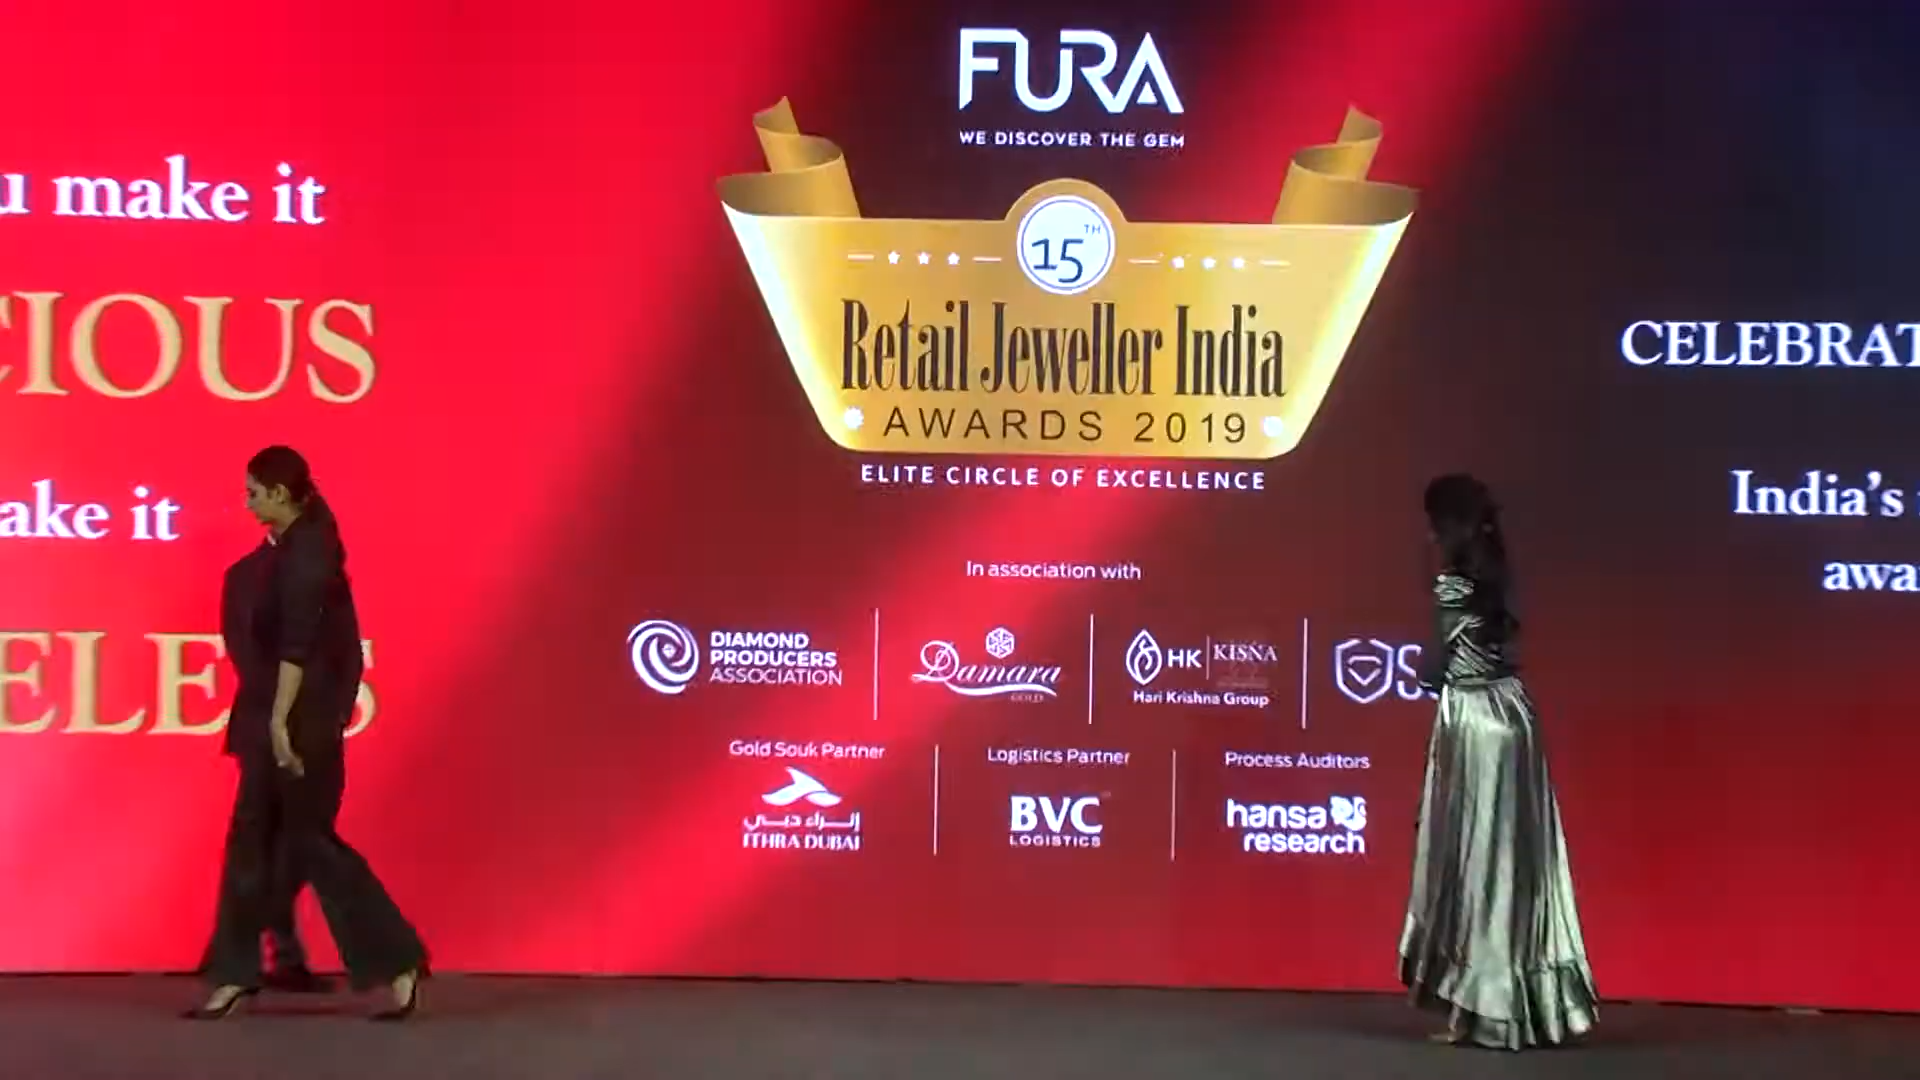 FURA
WE DISCOVER THE GEM
15TH
Retail Jeweller India
AWARDS 2019
ELITE CIRCLE OF EXCELLENCE
In association with
DIAMOND
PRODUCERS
ASSOCIATION
Damara
GOLD
HK KISNA
Hari Krishna Group
Gold Souk Partner
إثراء دبي
ITHRA DUBAI
Logistics Partner
BVC
LOGISTICS
Process Auditors
hansa
research
u make it
CIOUS
ake it
ELE
S
CELEBRAT
India's
awa